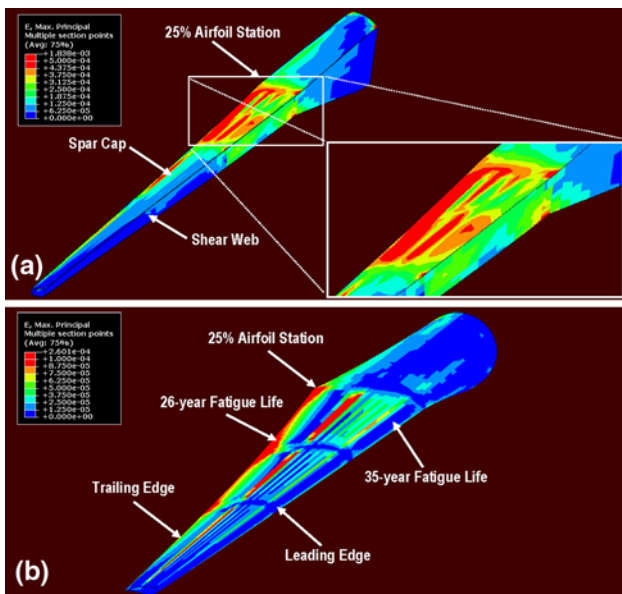 E, Max. Principal
Multiple section points
(Avg: 75%)
+1.838e-03
+5.000e-04
+4.375e-04
+3.750e-04
+3.125e-04
+2.500e-04
+1.875e-04
+1.250e-04
+6.250e-05
+0.000e+00
25% Airfoil Station
Spar Cap
Shear Web
(a)
E, Max. Principal
Multiple section points
(Avg: 75%)
+2.601e-04
+1.000e-04
+8.750e-05
+7.500e-05
+6.250e-05
+5.000e-05
+3.750e-05
+2.500e-05
+1.250e-05
+0.000e+00
25% Airfoil Station
26-year Fatigue Life
35-year Fatigue Life
Trailing Edge
Leading Edge
(b)